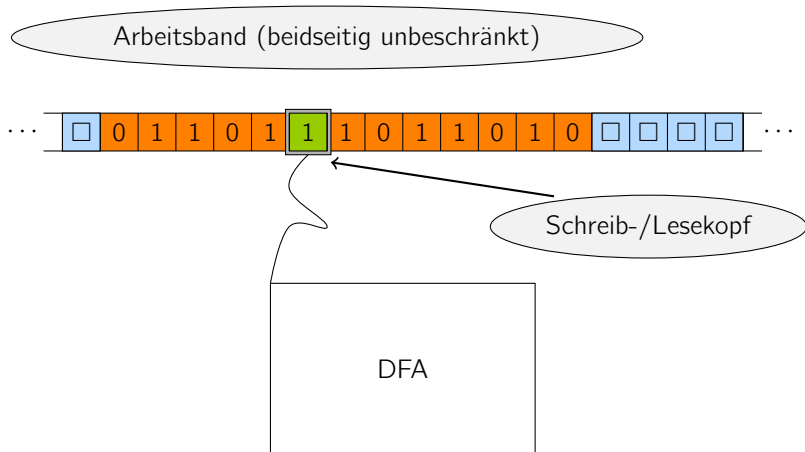 Arbeitsband (beidseitig unbeschränkt)
··· □ 0 1 1 0 1 1 1 0 1 1 0 1 0 □ □ □ □ ···
Schreib-/Lesekopf
DFA